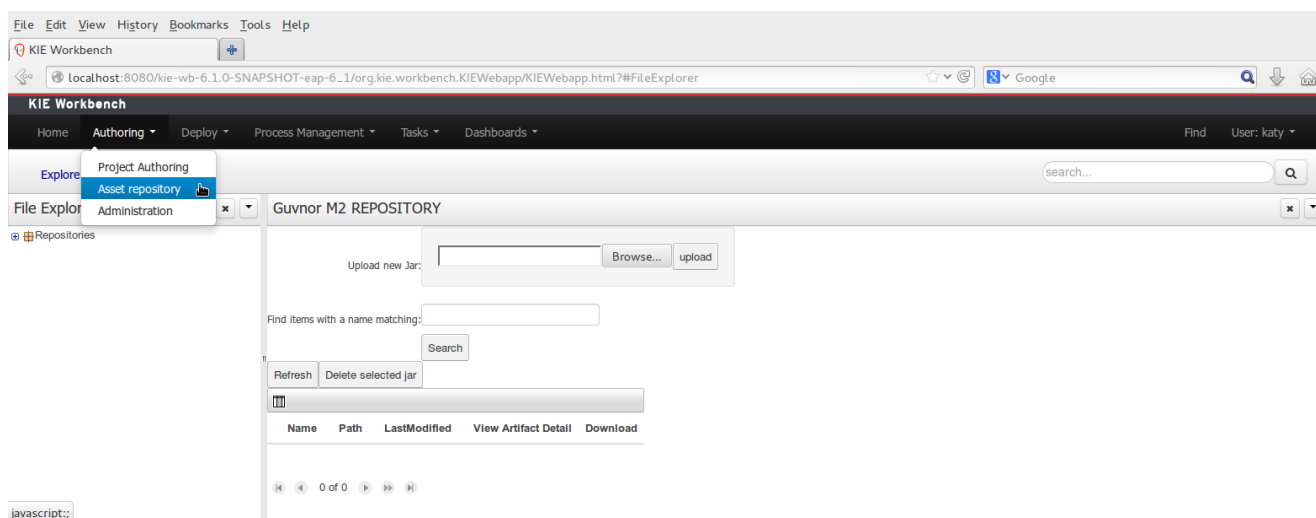 File Edit View History Bookmarks Tools Help
KIE Workbench
localhost:8080/kie-wb-6.1.0-SNAPSHOT-eap-6_1/org.kie.workbench.KIEWebapp/KIEWebapp.html?#FileExplorer
Google
KIE Workbench
Home Authoring Deploy Process Management Tasks Dashboards Find User: katy
Project Authoring
Asset repository
Administration
Explore
search...
File Explor
Guvnor M2 REPOSITORY
Repositories
Upload new Jar: Browse... upload
Find items with a name matching:
Search
Refresh Delete selected jar
Name Path LastModified View Artifact Detail Download
0 of 0
javascript:;